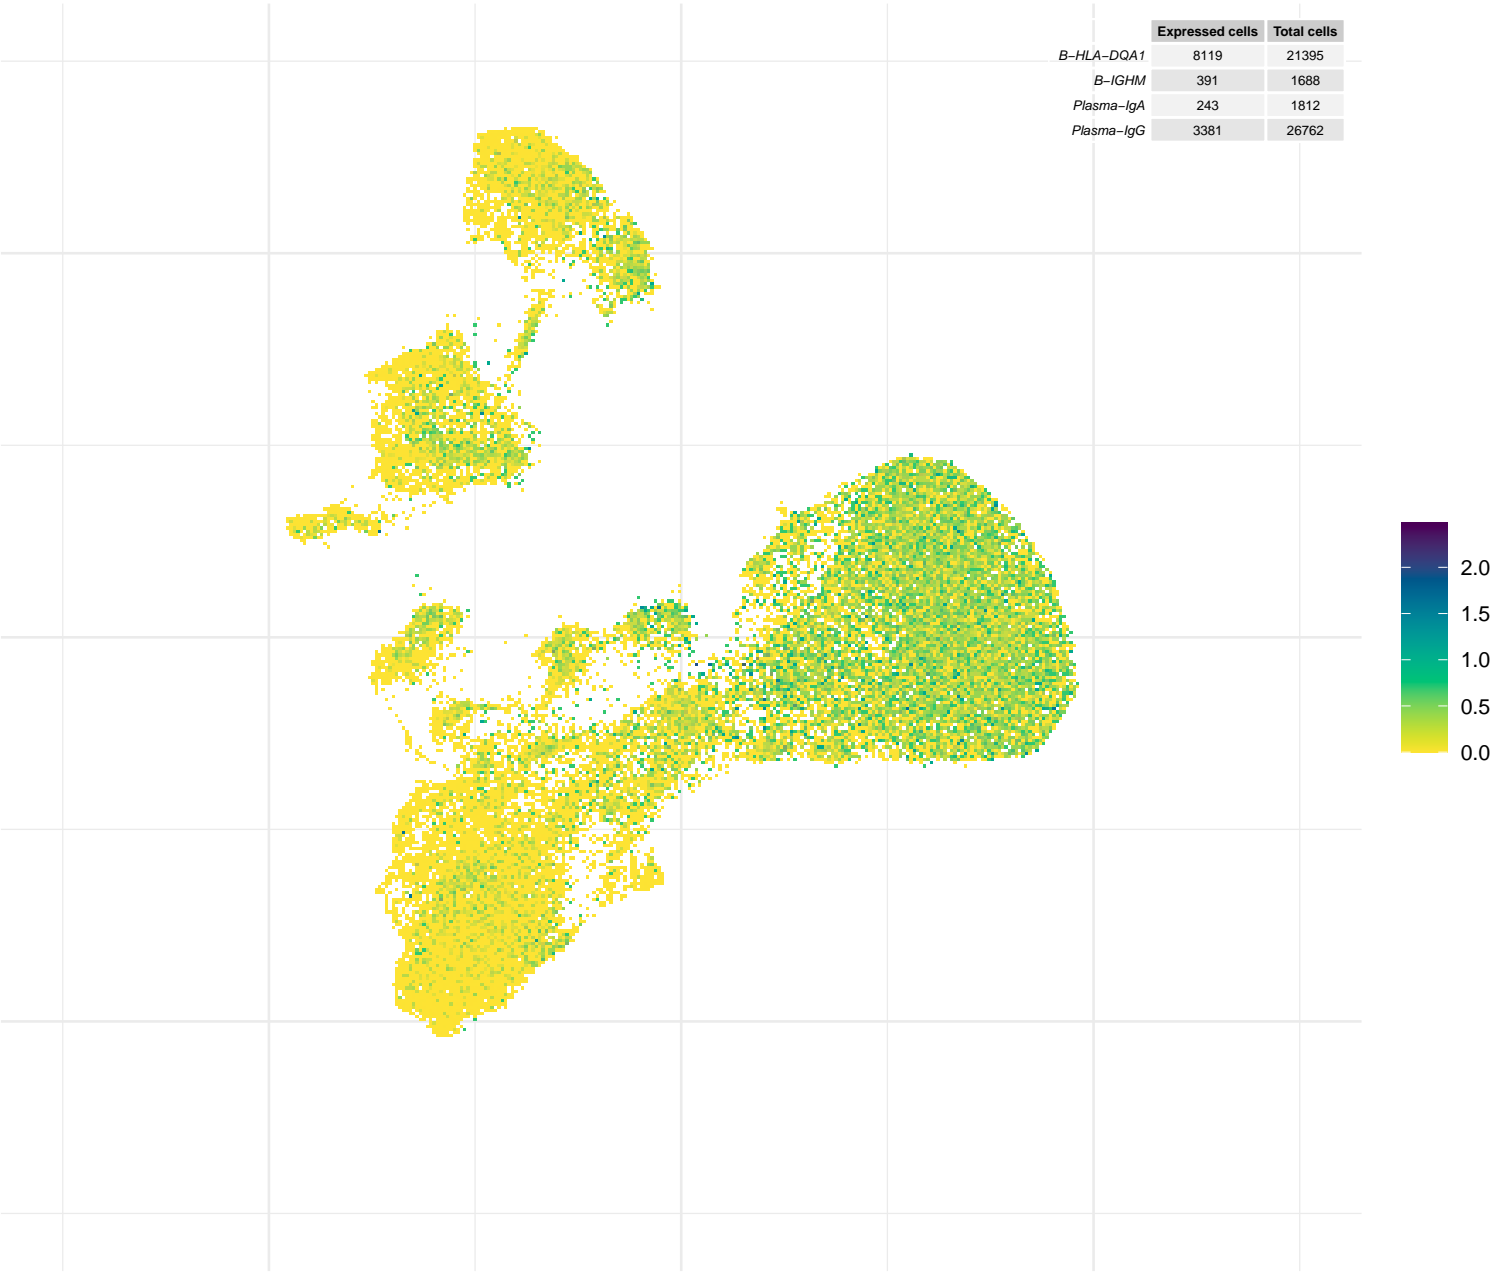 Expressed cells Total cells
B−HLA−DQA1 8119 21395
B−IGHM 391 1688
Plasma−IgA 243 1812
Plasma−IgG 3381 26762
2.0
1.5
1.0
0.5
0.0